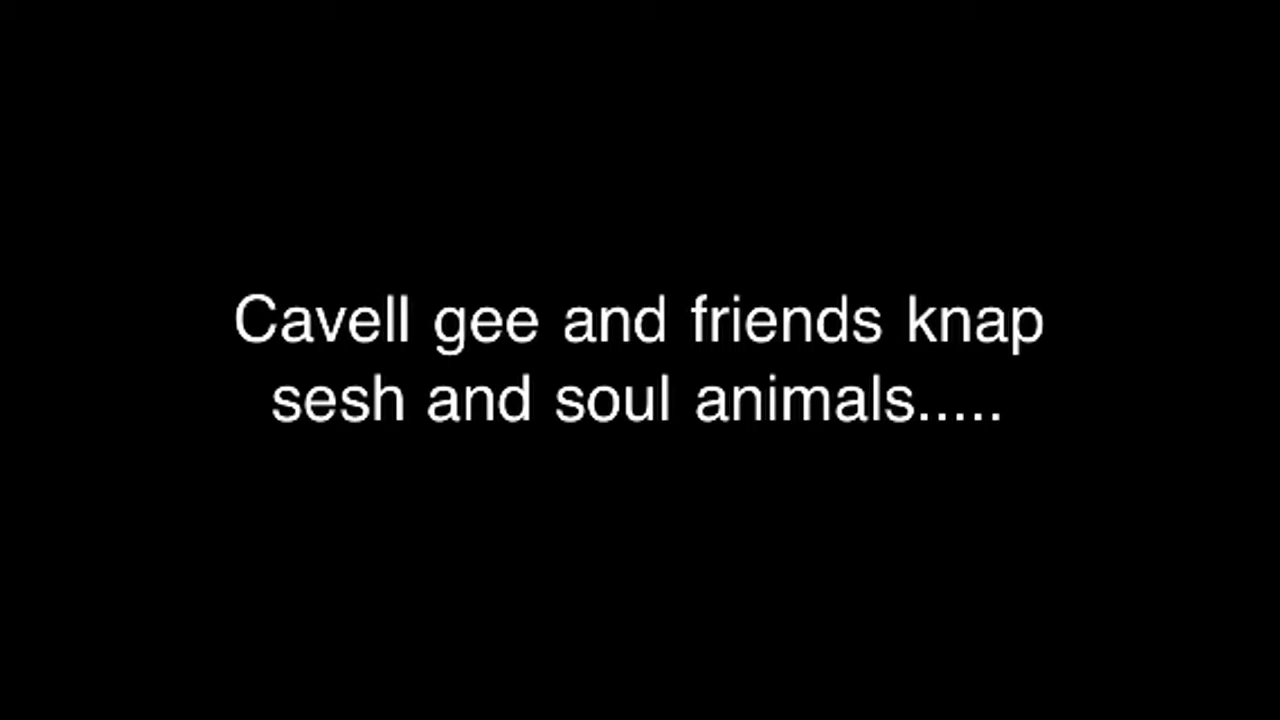 Cavell gee and friends knap
sesh and soul animals.....